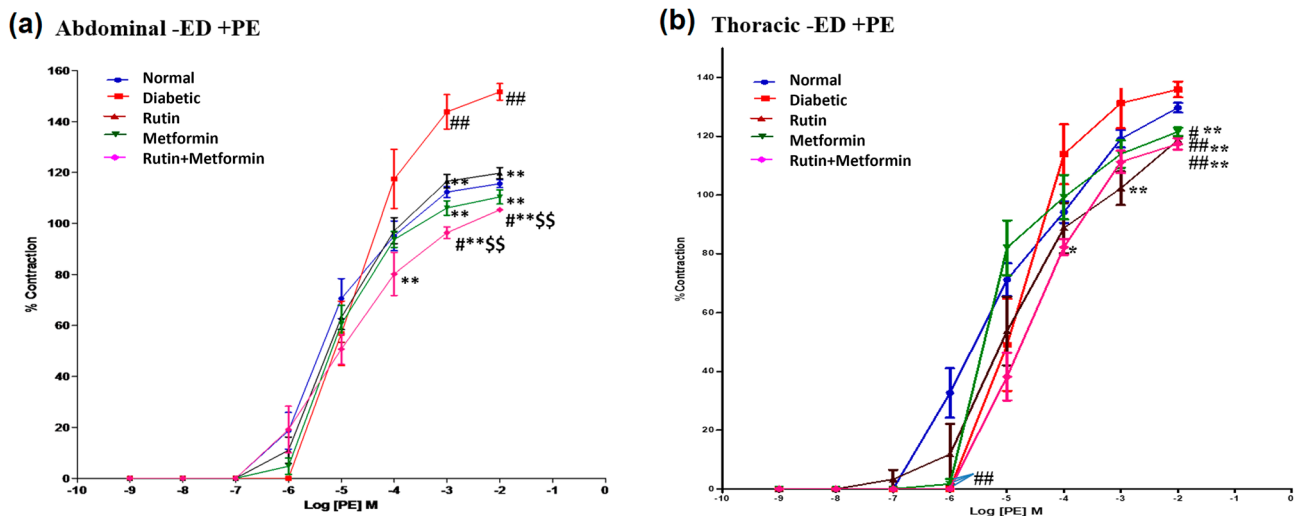 (a) Abdominal -ED +PE
160
140
120
100
80
60
40
20
0
% Contraction
Normal
Diabetic
Rutin
Metformin
Rutin+Metformin
##
##
**
**
**
**
#**$$
#**$$
**
-10 -9 -8 -7 -6 -5 -4 -3 -2 -1 0
Log [PE] M
(b) Thoracic -ED +PE
140
120
100
80
60
40
20
0
% Contraction
Normal
Diabetic
Rutin
Metformin
Rutin+Metformin
# **
##**
##**
**
*
##
-10 -9 -8 -7 -6 -5 -4 -3 -2 -1 0
Log [PE] M